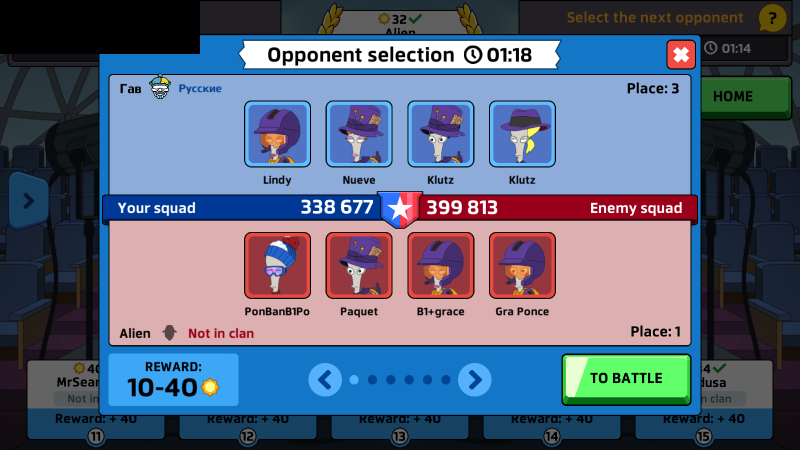 32
Alien
Select the next opponent
?
01:14
Opponent selection 01:18
HOME
Гав Русские
Place: 3
Lindy Nueve Klutz Klutz
Your squad 338 677 399 813 Enemy squad
PonBanB1Po Paquet B1+grace Gra Ponce
Alien Not in clan
Place: 1
REWARD:
10-40
TO BATTLE
Reward: + 40 Reward: + 40 Reward: + 40 Reward: + 40 Reward: + 40
11 12 13 14 15